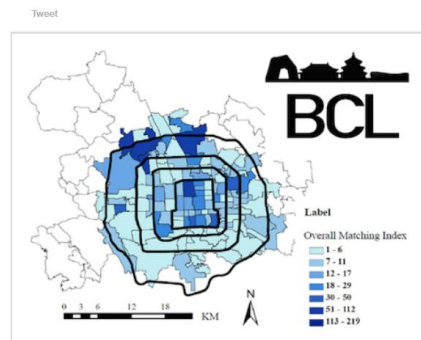 Tweet
BCL
Label
Overall Matching Index
1 - 6
7 - 11
12 - 17
18 - 29
30 - 50
51 - 112
113 - 219
N
0 3 6 12 18
KM